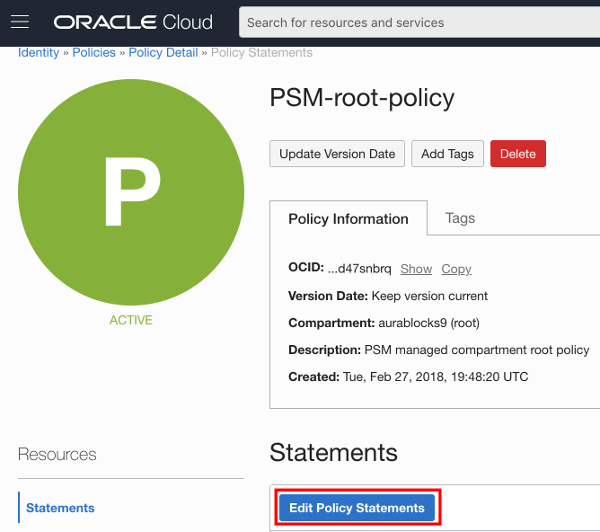 ORACLE Cloud
Search for resources and services
Identity » Policies » Policy Detail » Policy Statements
P
ACTIVE
PSM-root-policy
Update Version Date Add Tags Delete
Policy Information Tags
OCID: ...d47snbrq Show Copy
Version Date: Keep version current
Compartment: aurablocks9 (root)
Description: PSM managed compartment root policy
Created: Tue, Feb 27, 2018, 19:48:20 UTC
Resources
Statements
Statements
Edit Policy Statements